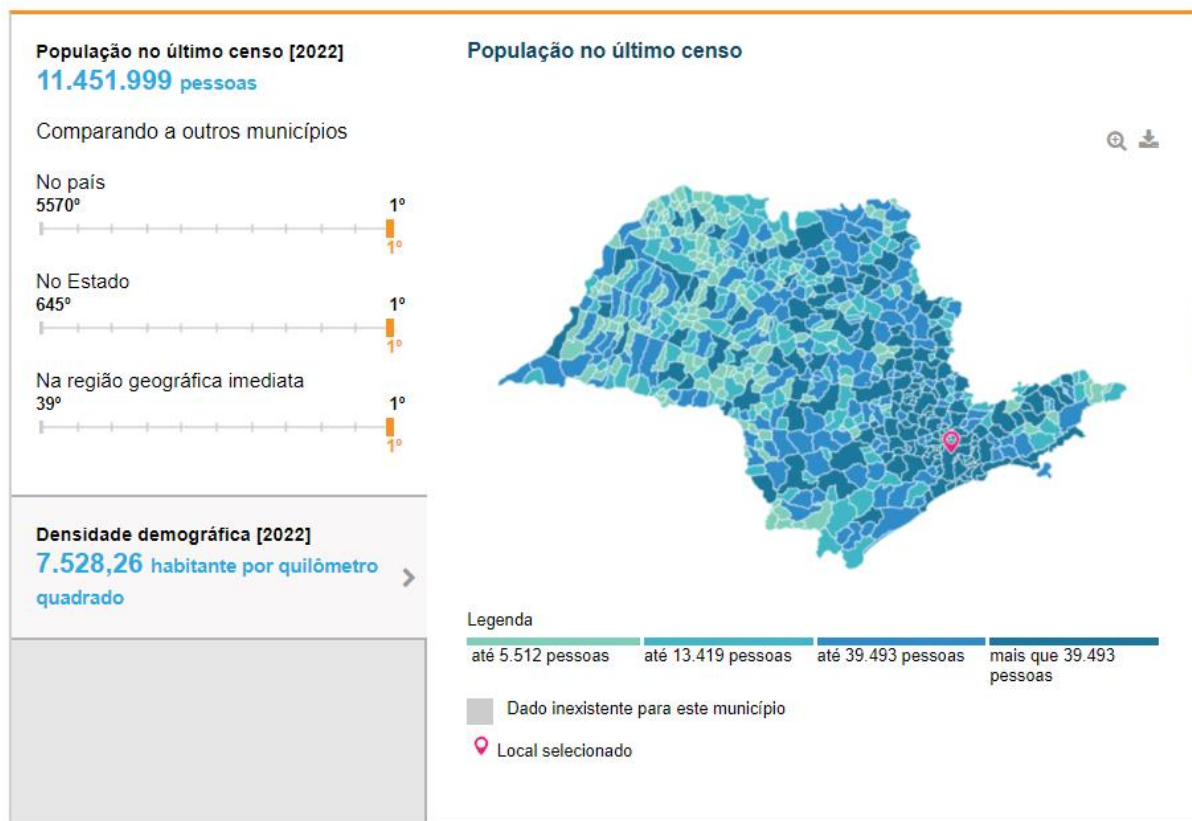 População no último censo [2022]
11.451.999 pessoas
Comparando a outros municípios
No país
5570º 1º
1º
No Estado
645º 1º
1º
Na região geográfica imediata
39º 1º
1º
Densidade demográfica [2022]
7.528,26 habitante por quilômetro
quadrado
População no último censo
Legenda
até 5.512 pessoas
até 13.419 pessoas
até 39.493 pessoas
mais que 39.493
pessoas
Dado inexistente para este município
Local selecionado